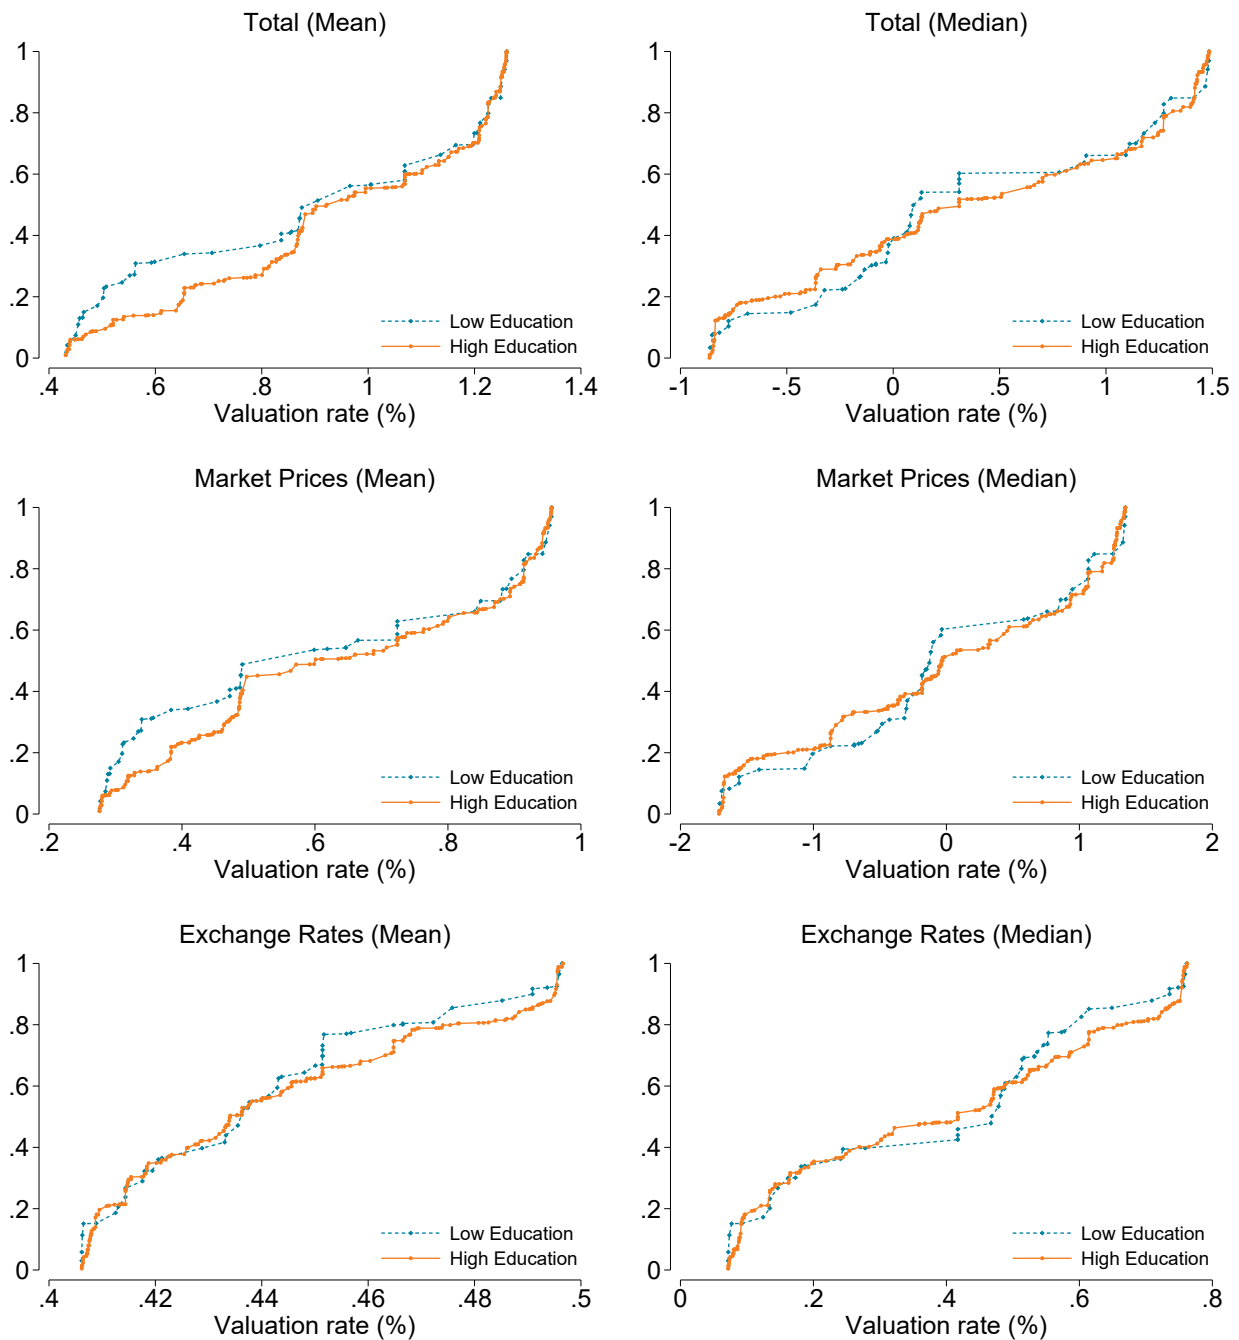 Total (Mean)
1
.8
.6
.4
.2
0
Low Education
High Education
.4 .6 .8 1 1.2 1.4
Valuation rate (%)
Total (Median)
1
.8
.6
.4
.2
0
Low Education
High Education
-1 -.5 0 .5 1 1.5
Valuation rate (%)
Market Prices (Mean)
1
.8
.6
.4
.2
0
Low Education
High Education
.2 .4 .6 .8 1
Valuation rate (%)
Market Prices (Median)
1
.8
.6
.4
.2
0
Low Education
High Education
-2 -1 0 1 2
Valuation rate (%)
Exchange Rates (Mean)
1
.8
.6
.4
.2
0
Low Education
High Education
.4 .42 .44 .46 .48 .5
Valuation rate (%)
Exchange Rates (Median)
1
.8
.6
.4
.2
0
Low Education
High Education
0 .2 .4 .6 .8
Valuation rate (%)